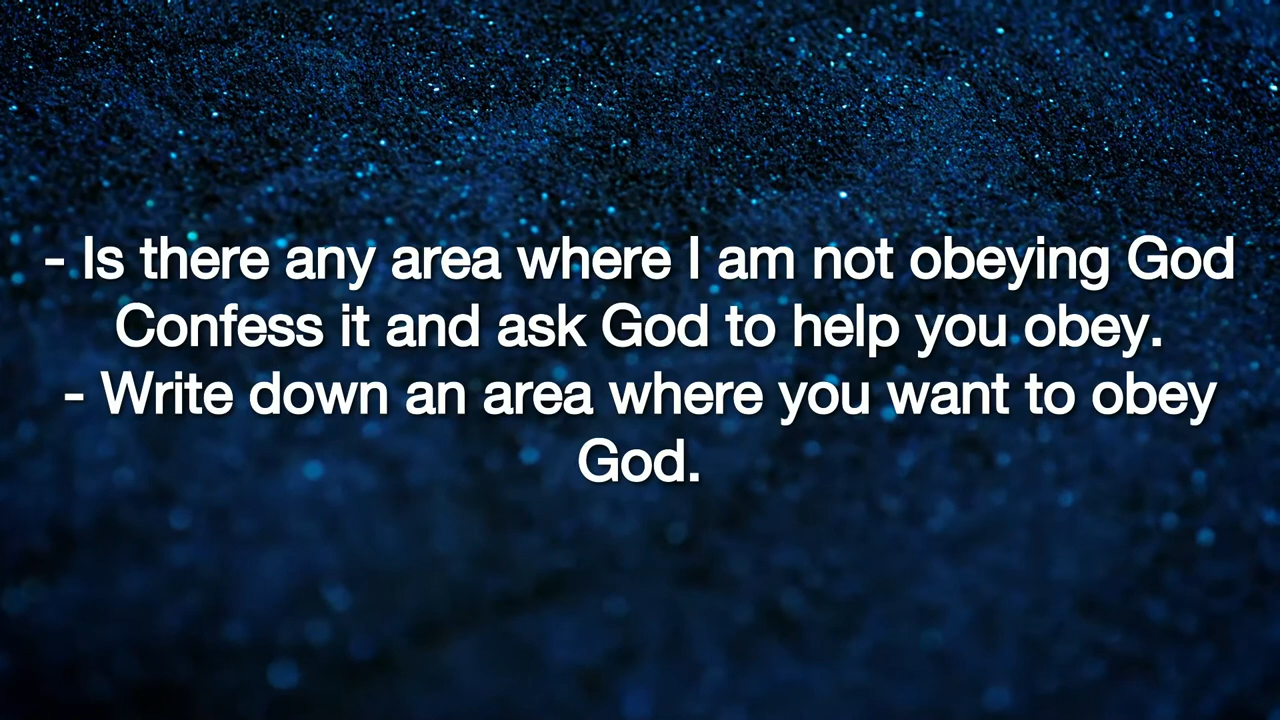 - Is there any area where I am not obeying God
Confess it and ask God to help you obey.
- Write down an area where you want to obey
God.